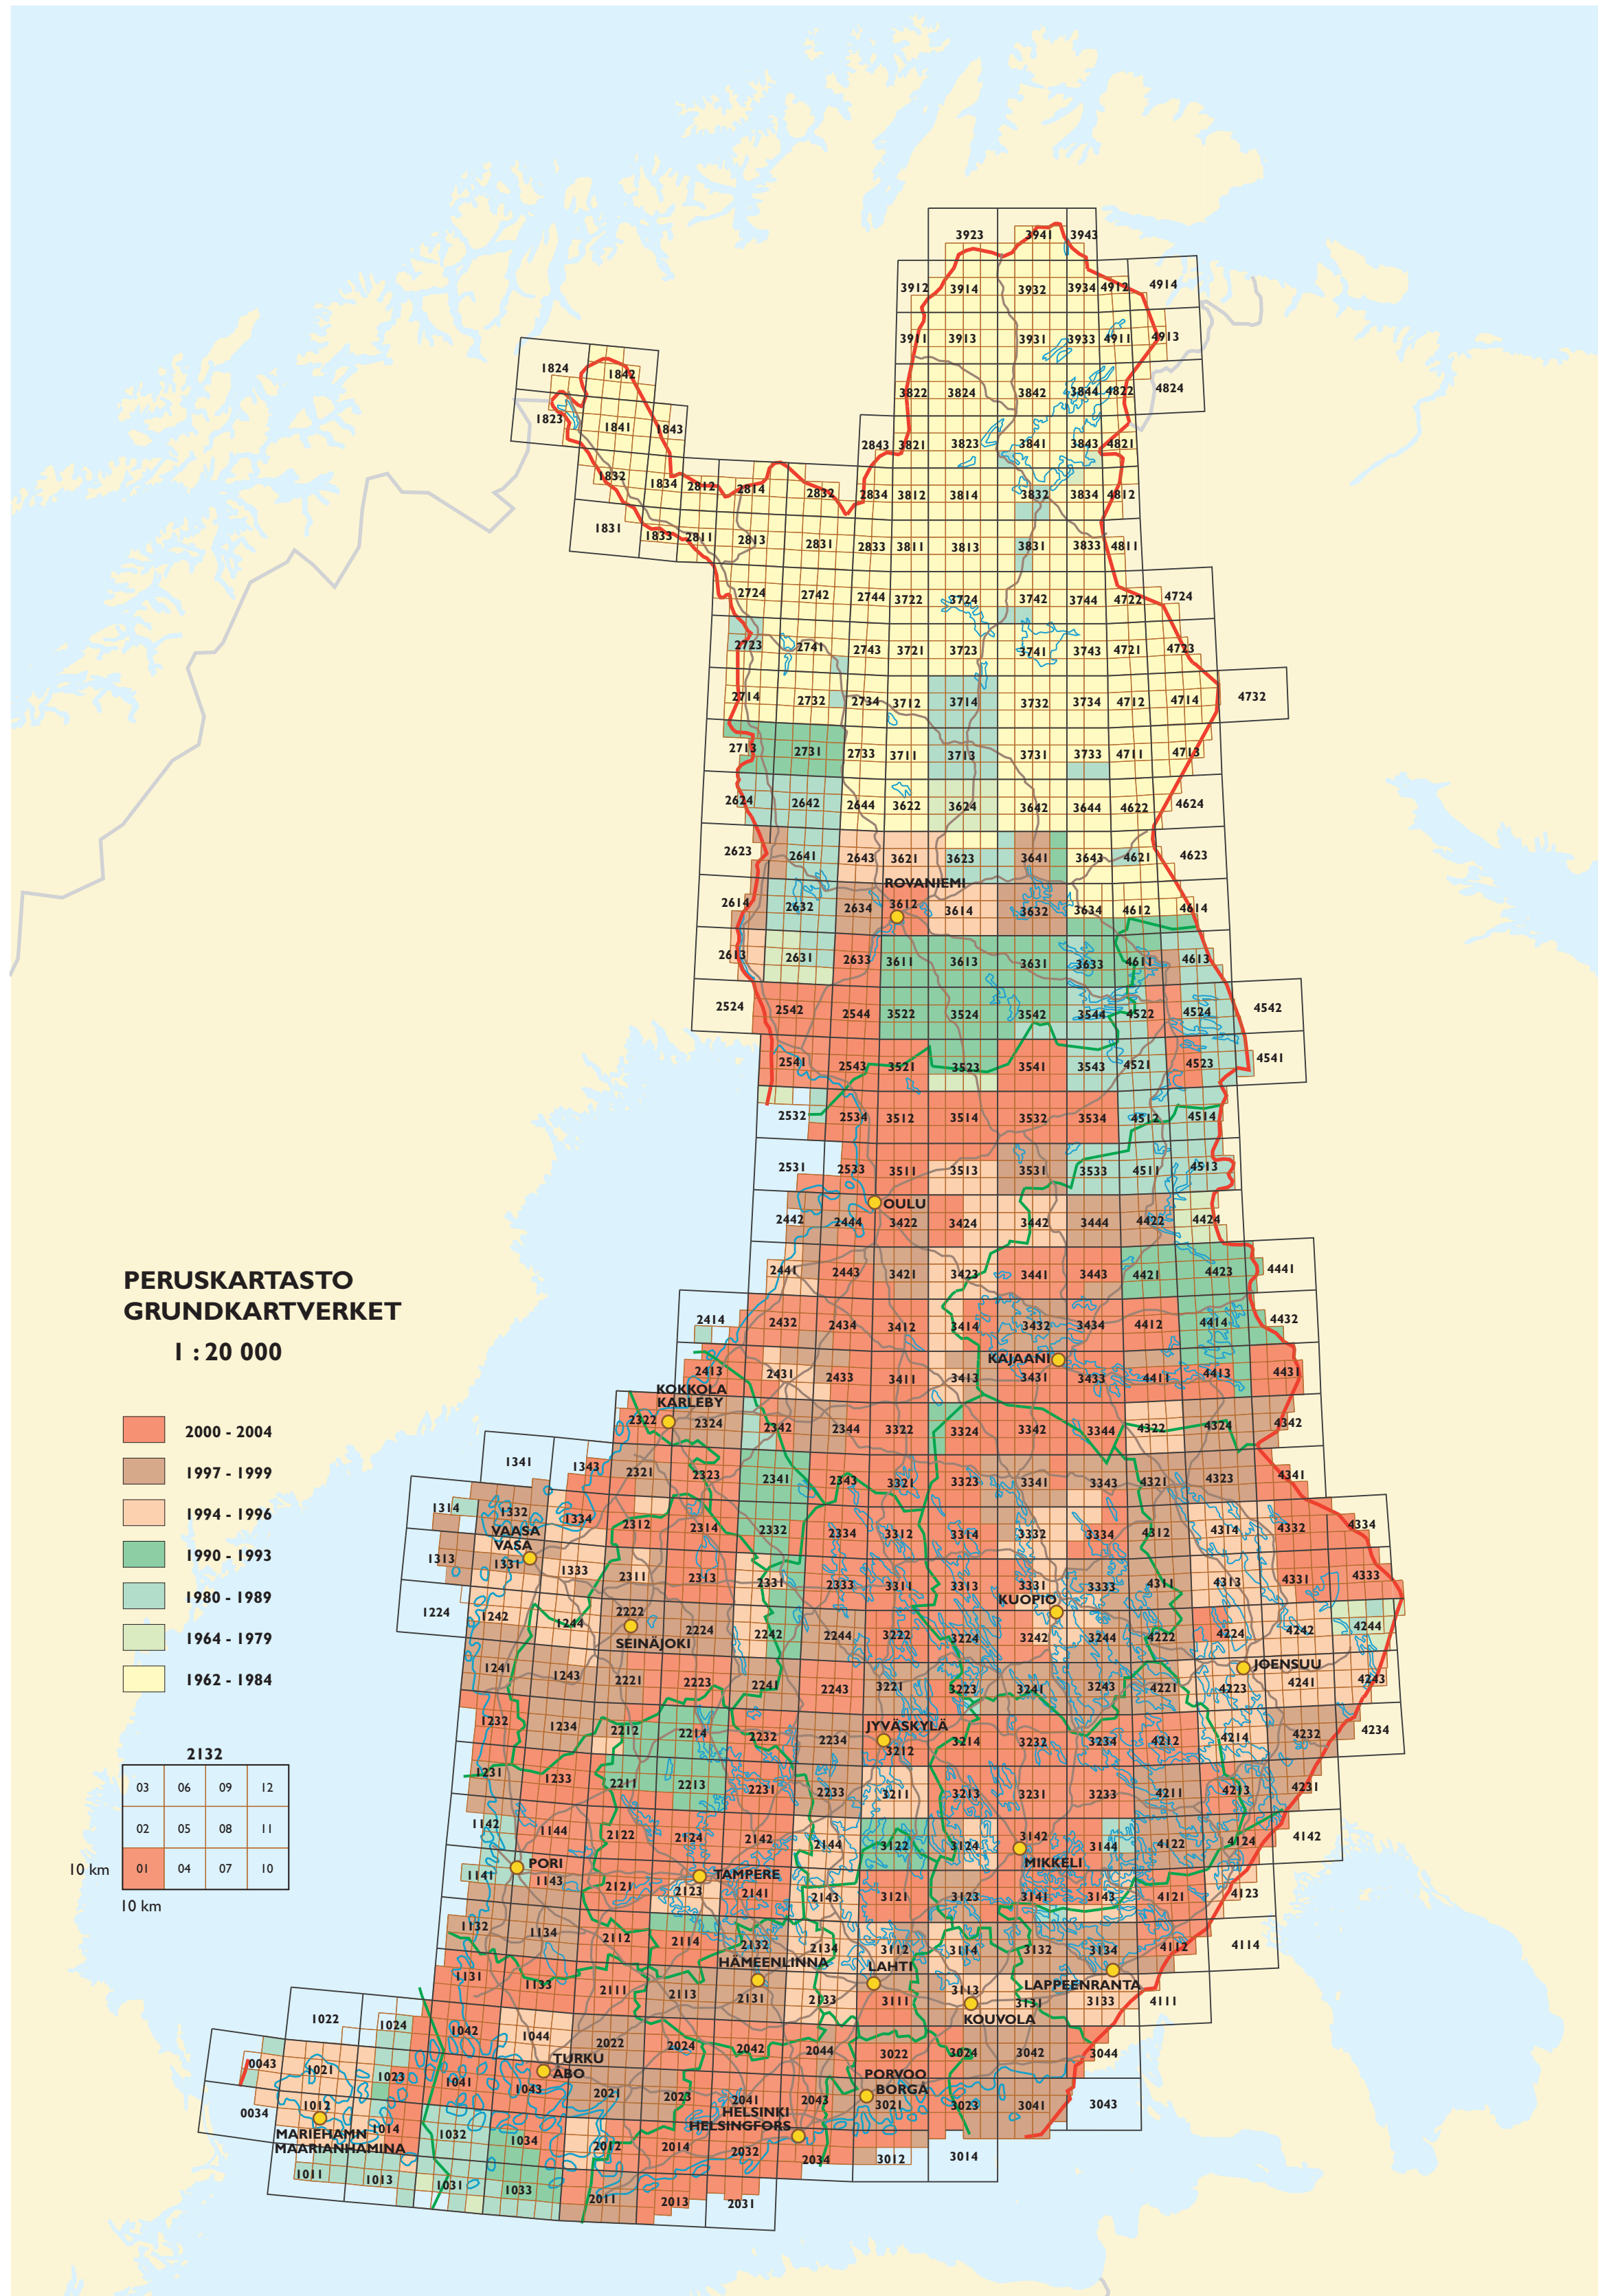 3923 3941 3943
3912 3914 3932 3934 4912 4914
3911 3913 3931 3933 4911 4913
1824 1842
3822 3824 3842 3844 4822 4824
1823 1841 1843
2843 3821 3823 3841 3843 4821
1832 1834 2812 2814 2832 2834 3812 3814 3832 3834 4812
1831 1833 2811 2813 2831 2833 3811 3813 3831 3833 4811
2724 2742 2744 3722 3724 3742 3744 4722 4724
2723 2741 2743 3721 3723 3741 3743 4721 4723
2714 2732 2734 3712 3714 3732 3734 4712 4714 4732
2713 2731 2733 3711 3713 3731 3733 4711 4713
2624 2642 2644 3622 3624 3642 3644 4622 4624
2623 2641 2643 3621 3623 3641 3643 4621 4623
ROVANIEMI
2614 2632 2634 3612 3614 3632 3634 4612 4614
2613 2631 2633 3611 3613 3631 3633 4611 4613
2524 2542 2544 3522 3524 3542 3544 4522 4524 4542
2541 2543 3521 3523 3541 3543 4521 4523 4541
2532 2534 3512 3514 3532 3534 4512 4514
2531 2533 3511 3513 3531 3533 4511 4513
OULU
2442 2444 3422 3424 3442 3444 4422 4424
2441 2443 3421 3423 3441 3443 4421 4423 4441
PERUSKARTASTO
GRUNDKARTVERKET
1 : 20 000
2414 2432 2434 3412 3414 3432 3434 4412 4414 4432
KAJAANI
2413 2431 2433 3411 3413 3431 3433 4411 4413 4431
KOKKOLA
KARLEBY
2322 2324 2342 2344 3322 3324 3342 3344 4322 4324 4342
2000 - 2004
1997 - 1999
1994 - 1996
1990 - 1993
1980 - 1989
1964 - 1979
1962 - 1984
1341 1343 2321 2323 2341 2343 3321 3323 3341 3343 4321 4323 4341
1314 1332 1334 2312 2314 2332 2334 3312 3314 3332 3334 4312 4314 4332 4334
VAASA
VASA
1313 1331 1333 2311 2313 2331 2333 3311 3313 3331 3333 4311 4313 4331 4333
KUOPIO
1224 1242 1244 2222 2224 2242 2244 3222 3224 3242 3244 4222 4224 4242 4244
SEINÄJOKI
JOENSUU
1241 1243 2221 2223 2241 2243 3221 3223 3241 3243 4221 4223 4241 4243
JYVÄSKYLÄ
1232 1234 2212 2214 2232 2234 3212 3214 3232 3234 4212 4214 4232 4234
1231 1233 2211 2213 2231 2233 3211 3213 3231 3233 4211 4213 4231
2132
03 06 09 12
02 05 08 11
01 04 07 10
10 km
10 km
1142 1144 2122 2124 2142 2144 3122 3124 3142 3144 4122 4124 4142
MIKKELI
PORI
TAMPERE
1141 1143 2121 2123 2141 2143 3121 3123 3141 3143 4121 4123
1132 1134 2112 2114 2132 2134 3112 3114 3132 3134 4112 4114
HÄMEENLINNA
LAHTI
LAPPEENRANTA
1131 1133 2111 2113 2131 2133 3111 3113 3131 3133 4111
KOUVOLA
1022 1024 1042 1044 2022 2024 2042 2044 3022 3024 3042 3044
TURKU
ÅBO
PORVOO
BORGÅ
0043 1021 1023 1041 1043 2021 2023 2041 2043 3021 3023 3041 3043
HELSINKI
HELSINGFORS
0034 1012 1014 1032 1034 2012 2014 2032 2034 3012 3014
MARIEHAMN
MAARIANHAMINA
1011 1013 1031 1033 2011 2013 2031